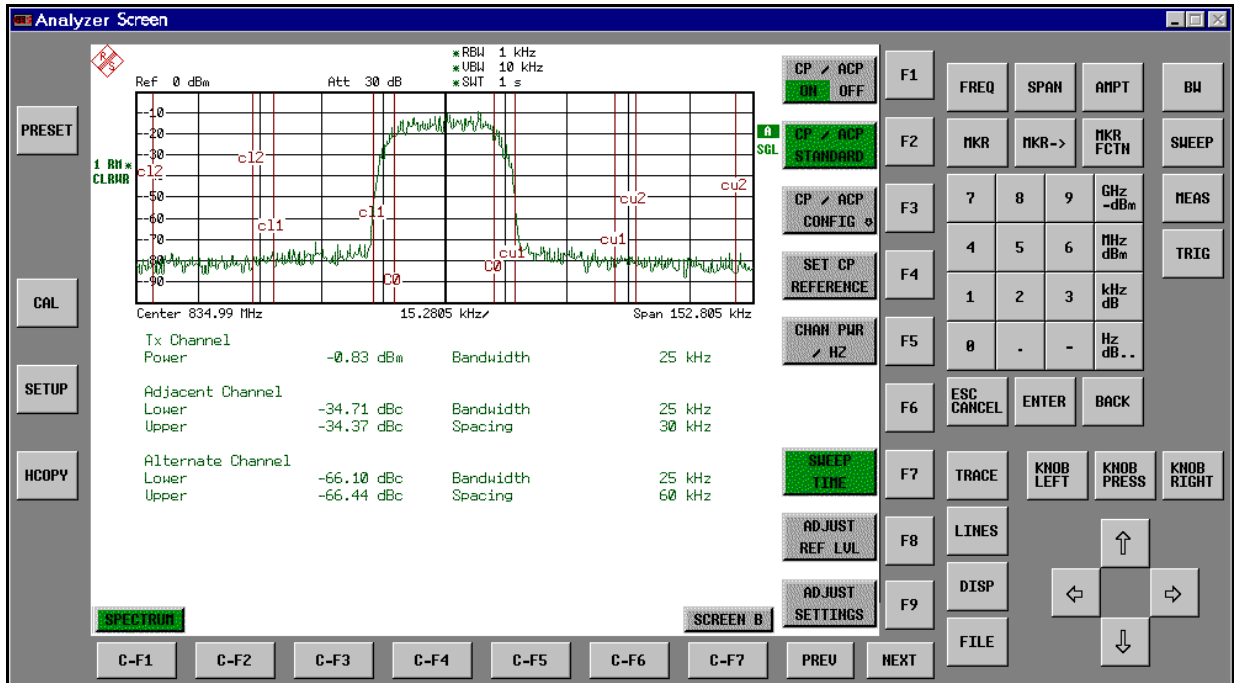 Analyzer Screen
R/S
*RBW 1 kHz
*VBW 10 kHz
Ref 0 dBm Att 30 dB *SWT 1 s
-10
-20
-30
-50
-60
-70
-80
-90
1 RM*
CLRWR
A
SGL
cl2
cl2
cl1
cl1
C0
C0
cu1
cu1
cu2
cu2
Center 834.99 MHz 15.2805 kHz/ Span 152.805 kHz
Tx Channel
Power -0.83 dBm Bandwidth 25 kHz
Adjacent Channel
Lower -34.71 dBc Bandwidth 25 kHz
Upper -34.37 dBc Spacing 30 kHz
Alternate Channel
Lower -66.10 dBc Bandwidth 25 kHz
Upper -66.44 dBc Spacing 60 kHz
SPECTRUM
SCREEN B
PRESET
CAL
SETUP
HCOPY
CP / ACP
ON OFF
CP / ACP
STANDARD
CP / ACP
CONFIG
SET CP
REFERENCE
CHAN PWR
/ HZ
SWEEP
TIME
ADJUST
REF LVL
ADJUST
SETTINGS
F1
F2
F3
F4
F5
F6
F7
F8
F9
C-F1
C-F2
C-F3
C-F4
C-F5
C-F6
C-F7
PREV
NEXT
FREQ SPAN AMPT BW
MKR MKR-> MKR
FCTN SWEEP
7 8 9 GHz
-dBm MEAS
4 5 6 MHz
dBm TRIG
1 2 3 kHz
dB
0 . - Hz
dB..
ESC
CANCEL ENTER BACK
TRACE
KNOB
LEFT
KNOB
PRESS
KNOB
RIGHT
LINES
DISP
FILE